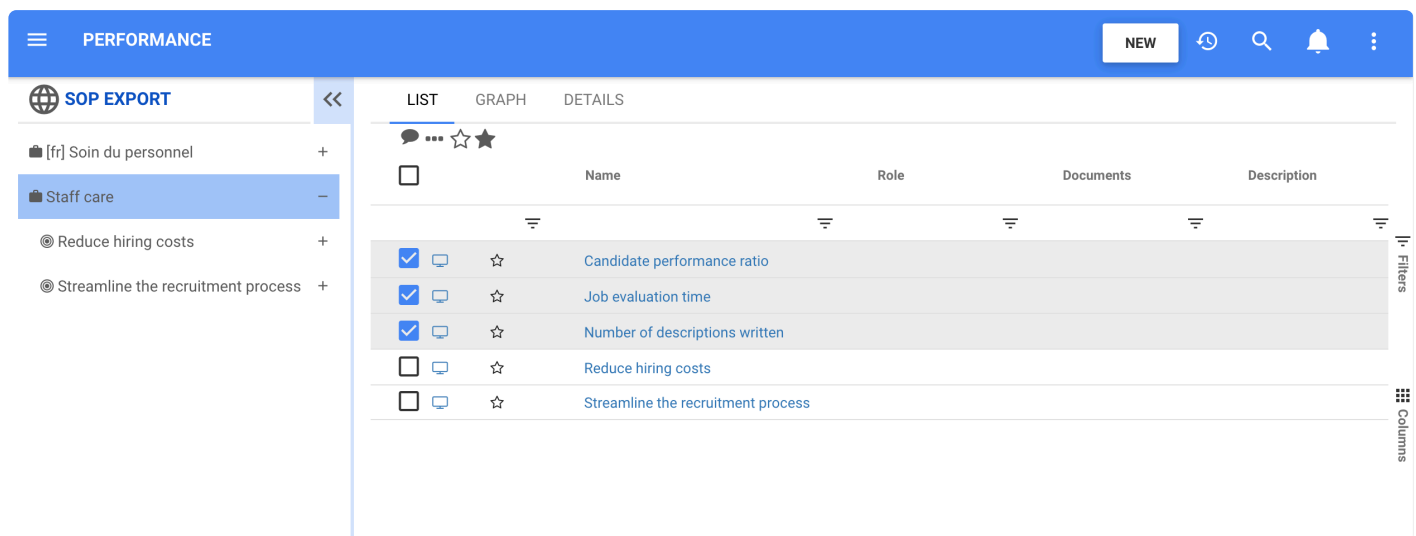 PERFORMANCE
NEW
SOP EXPORT
LIST GRAPH DETAILS
[fr] Soin du personnel
Staff care
Reduce hiring costs
Streamline the recruitment process
Name Role Documents Description
Candidate performance ratio
Job evaluation time
Number of descriptions written
Reduce hiring costs
Streamline the recruitment process
Filters
Columns